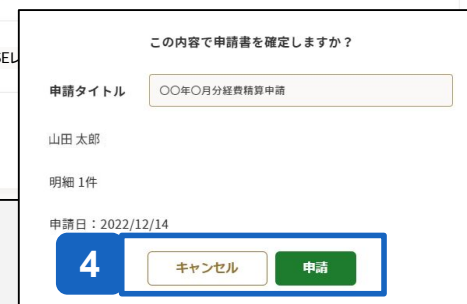 この内容で申請書を確定しますか？
申請タイトル 〇〇年〇月分経費精算申請
山田 太郎
明細 1件
申請日：2022/12/14
4 キャンセル 申請